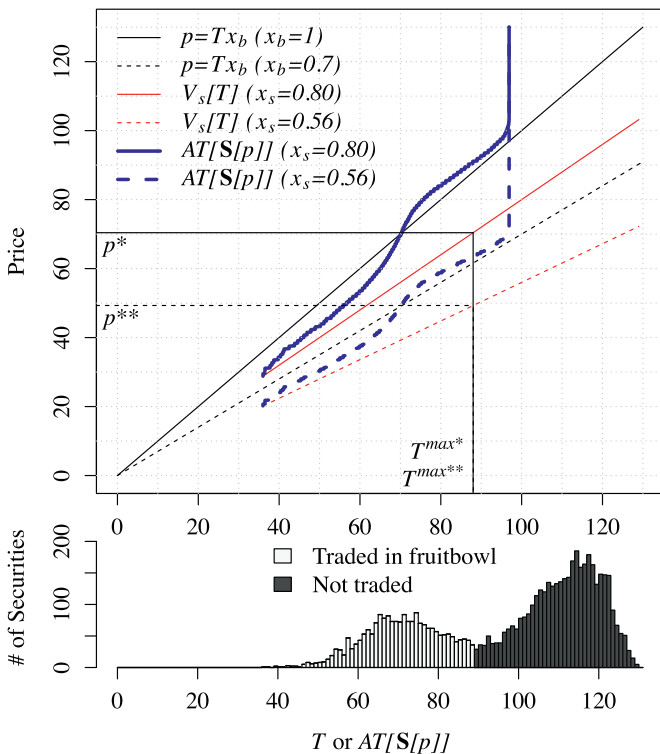 p=Tx_b (x_b=1)
p=Tx_b (x_b=0.7)
V_s[T] (x_s=0.80)
V_s[T] (x_s=0.56)
AT[S[p]] (x_s=0.80)
AT[S[p]] (x_s=0.56)
Price
120
100
80
60
40
20
0
p*
p**
T^max*
T^max**
0 20 40 60 80 100 120
# of Securities
200
100
0
Traded in fruitbowl
Not traded
0 20 40 60 80 100 120
T or AT[S[p]]